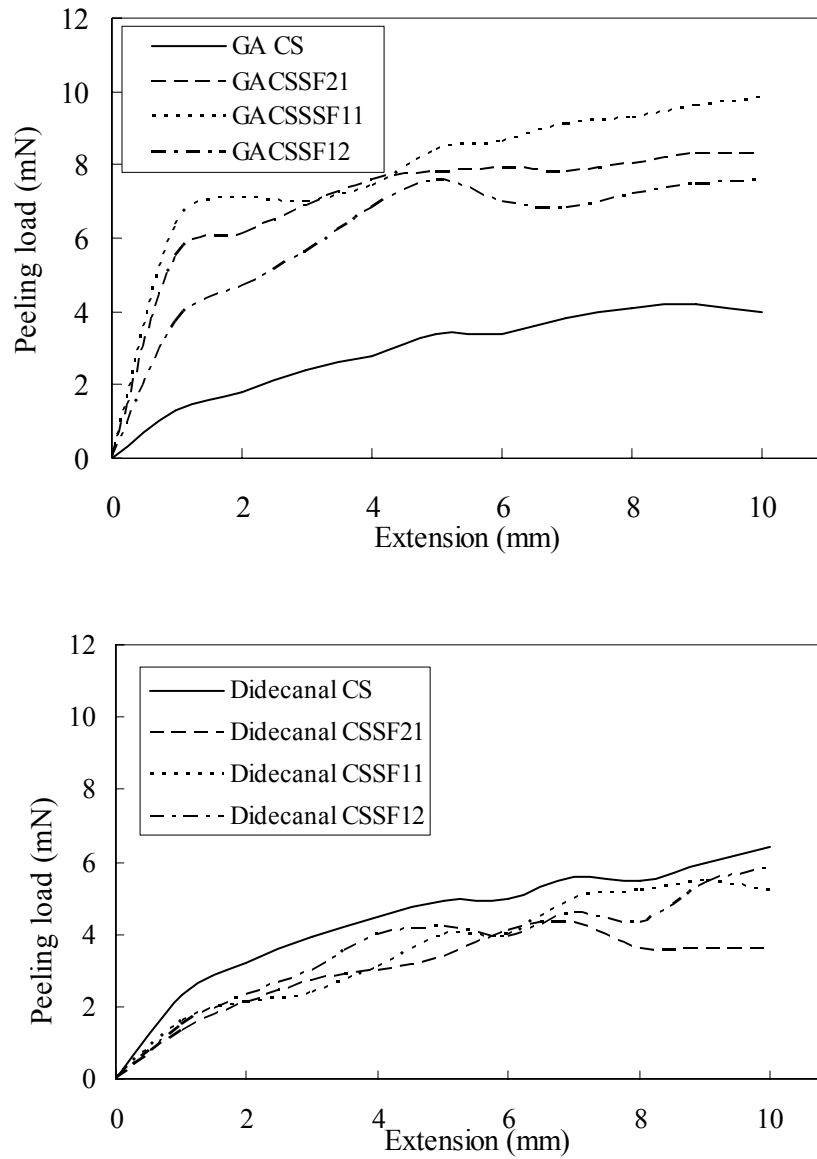 12
10
8
6
4
2
0
Peeling load (mN)
GA CS
GACSSF21
GACSSSF11
GACSSF12
0 2 4 6 8 10
Extension (mm)
12
10
8
6
4
2
0
Peeling load (mN)
Didecanal CS
Didecanal CSSF21
Didecanal CSSF11
Didecanal CSSF12
0 2 4 6 8 10
Extension (mm)